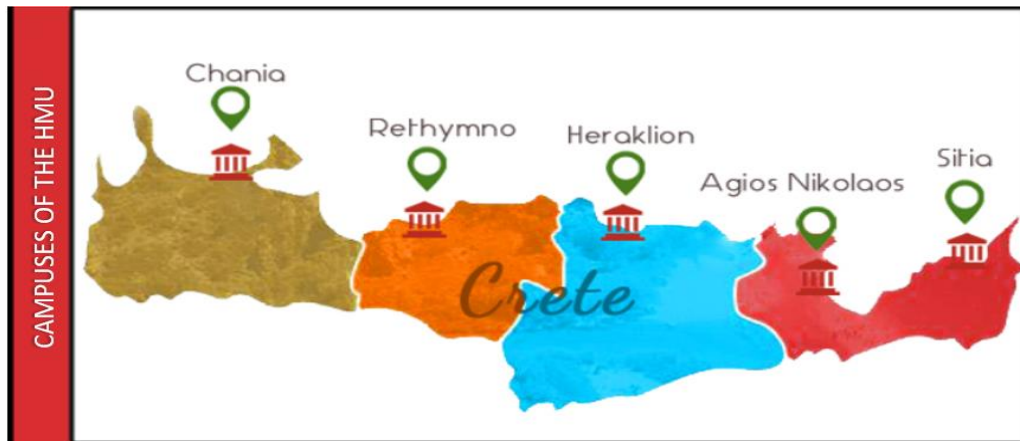 CAMPUSES OF THE HMU
Chania
Rethymno
Heraklion
Agios Nikolaos
Sitia
Crete